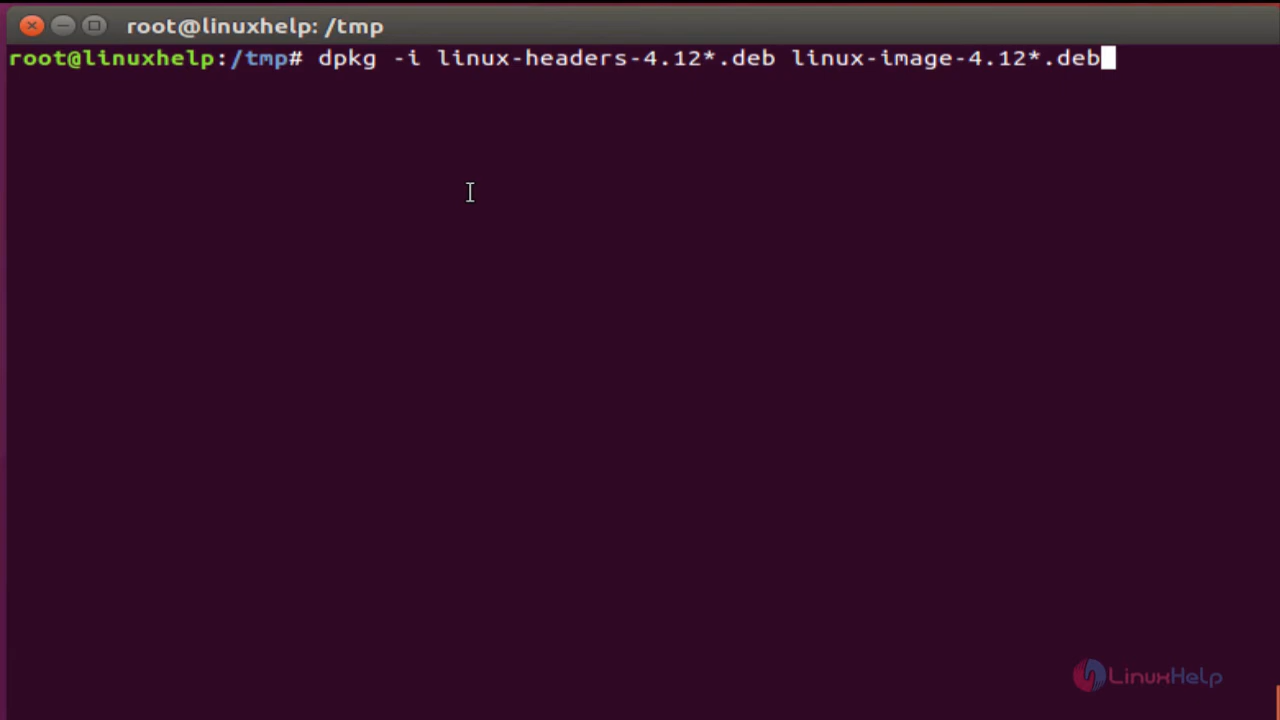 root@linuxhelp: /tmp
root@linuxhelp:/tmp# dpkg -i linux-headers-4.12*.deb linux-image-4.12*.deb
LinuxHelp